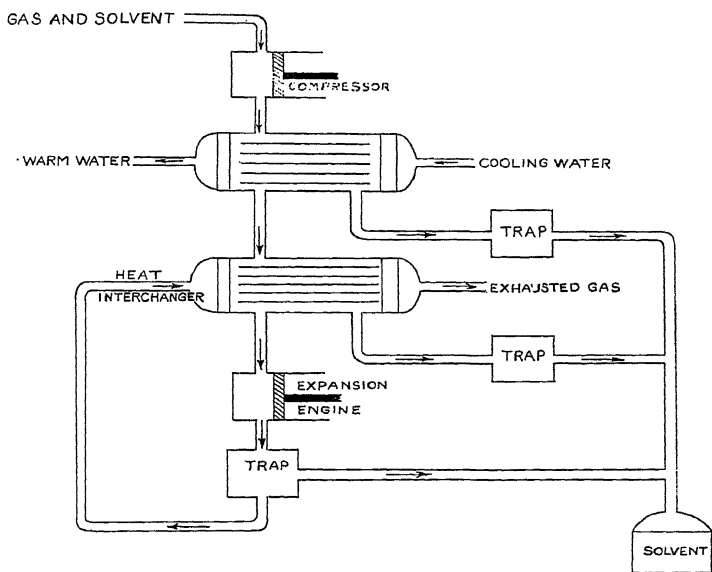 GAS AND SOLVENT
COMPRESSOR
WARM WATER
COOLING WATER
TRAP
HEAT
INTERCHANGER
EXHAUSTED GAS
TRAP
EXPANSION
ENGINE
TRAP
SOLVENT